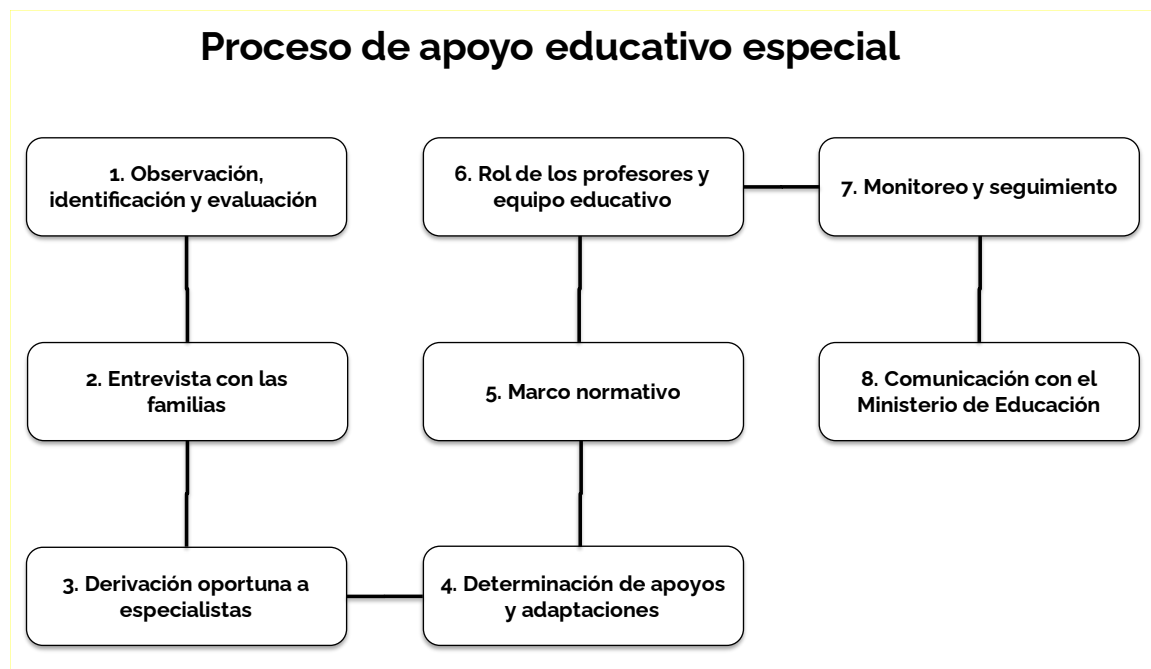 Proceso de apoyo educativo especial
1. Observación,
identificación y evaluación
2. Entrevista con las
familias
3. Derivación oportuna a
especialistas
4. Determinación de apoyos
y adaptaciones
5. Marco normativo
6. Rol de los profesores y
equipo educativo
7. Monitoreo y seguimiento
8. Comunicación con el
Ministerio de Educación